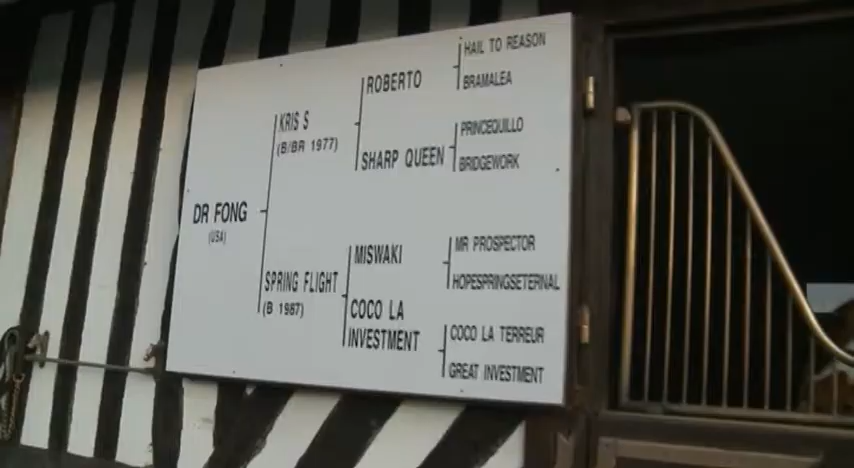 DR FONG
(USA)
KRIS S
(B/BR 1977)
SPRING FLIGHT
(B 1987)
ROBERTO
SHARP QUEEN
MISWAKI
COCO LA
INVESTMENT
HAIL TO REASON
BRAMALEA
PRINCEQUILLO
BRIDGEWORK
MR PROSPECTOR
HOPESPRINGSETERNAL
COCO LA TERREUR
GREAT INVESTMENT